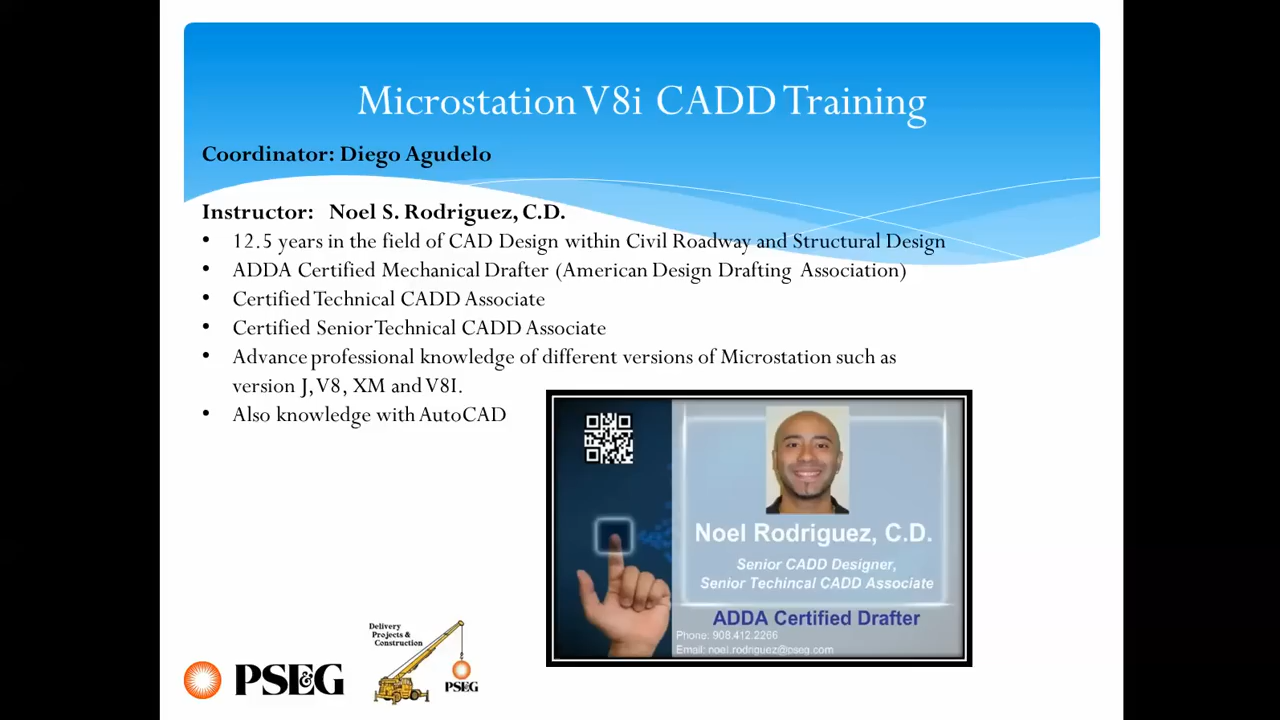 Microstation V8i CADD Training
Coordinator: Diego Agudelo
Instructor: Noel S. Rodriguez, C.D.
• 12.5 years in the field of CAD Design within Civil Roadway and Structural Design
• ADDA Certified Mechanical Drafter (American Design Drafting Association)
• Certified Technical CADD Associate
• Certified Senior Technical CADD Associate
• Advance professional knowledge of different versions of Microstation such as
version J, V8, XM and V8I.
• Also knowledge with AutoCAD
Noel Rodriguez, C.D.
Senior CADD Designer,
Senior Techincal CADD Associate
ADDA Certified Drafter
Phone: 908.412.2266
Email: noel.rodriguez@pseg.com
Delivery
Projects &
Construction
PSE&G
PSEG